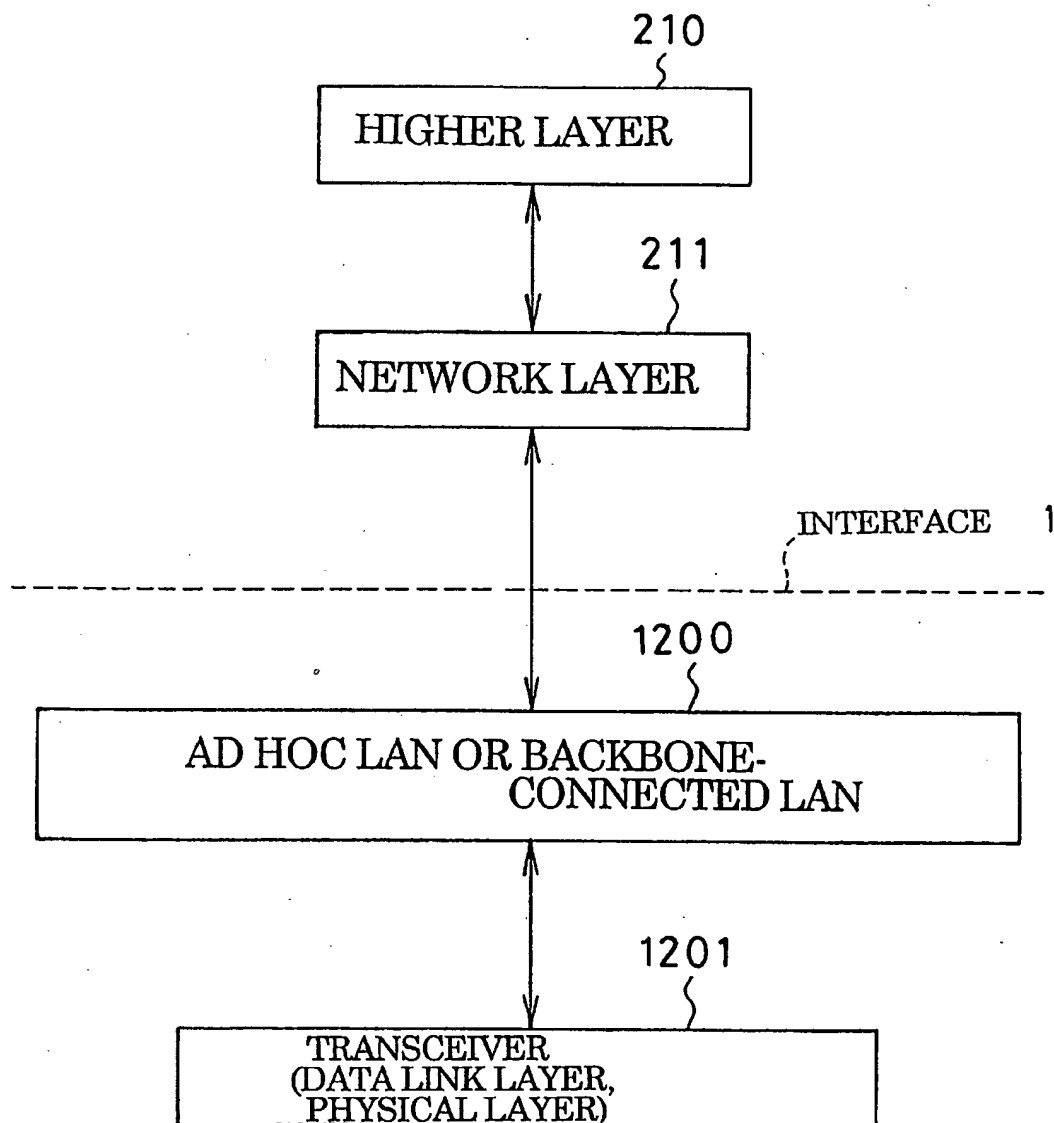 210
HIGHER LAYER
211
NETWORK LAYER
INTERFACE 1
1200
AD HOC LAN OR BACKBONE-
CONNECTED LAN
1201
TRANSCEIVER
(DATA LINK LAYER,
PHYSICAL LAYER)